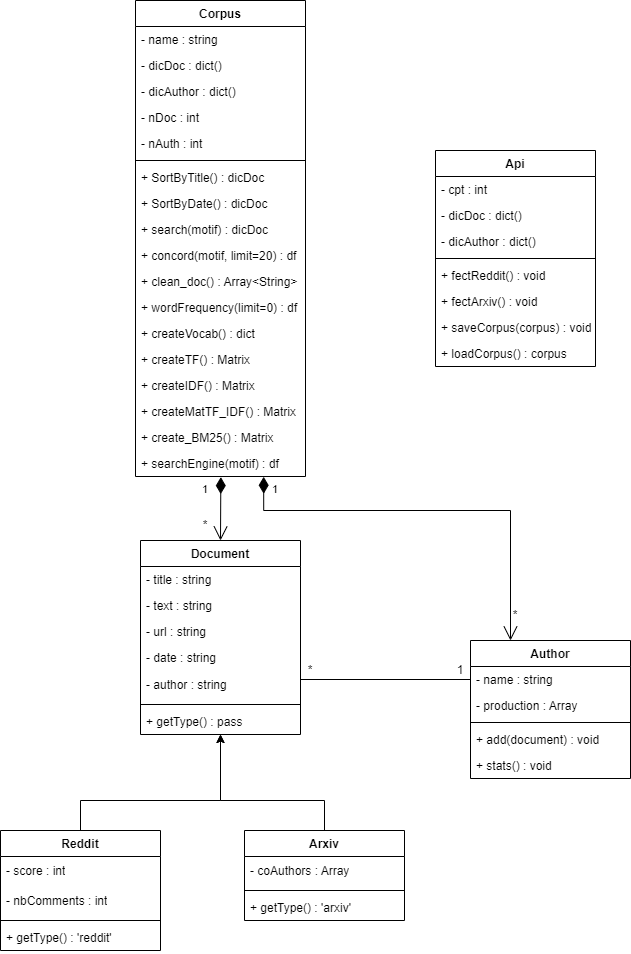 Corpus
- name : string
- dicDoc : dict()
- dicAuthor : dict()
- nDoc : int
- nAuth : int
+ SortByTitle() : dicDoc
+ SortByDate() : dicDoc
+ search(motif) : dicDoc
+ concord(motif, limit=20) : df
+ clean_doc() : Array<String>
+ wordFrequency(limit=0) : df
+ createVocab() : dict
+ createTF() : Matrix
+ createIDF() : Matrix
+ createMatTF_IDF() : Matrix
+ create_BM25() : Matrix
+ searchEngine(motif) : df
Api
- cpt : int
- dicDoc : dict()
- dicAuthor : dict()
+ fectReddit() : void
+ fectArxiv() : void
+ saveCorpus(corpus) : void
+ loadCorpus() : corpus
1
1
*
*
Document
- title : string
- text : string
- url : string
- date : string
- author : string
+ getType() : pass
*
1
Author
- name : string
- production : Array
+ add(document) : void
+ stats() : void
Reddit
- score : int
- nbComments : int
+ getType() : 'reddit'
Arxiv
- coAuthors : Array
+ getType() : 'arxiv'